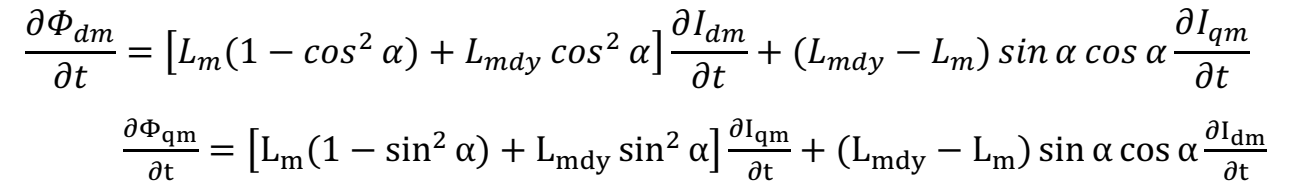 ∂Φ_dm/∂t = [L_m(1 − cos² α) + L_mdy cos² α] ∂I_dm/∂t + (L_mdy − L_m) sin α cos α ∂I_qm/∂t
∂Φ_qm/∂t = [L_m(1 − sin² α) + L_mdy sin² α] ∂I_qm/∂t + (L_mdy − L_m) sin α cos α ∂I_dm/∂t